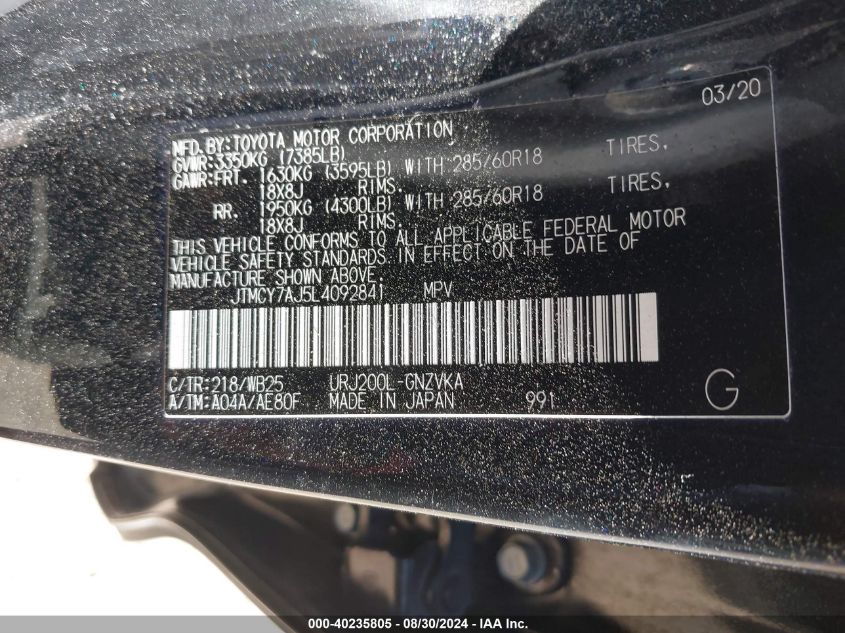 03/20
MFD.BY:TOYOTA MOTOR CORPORATION
GVWR:3350KG (7385LB)
GAWR:FRT. 1630KG (3595LB) WITH 285/60R18 TIRES,
18X8J RIMS.
RR. 1950KG (4300LB) WITH 285/60R18 TIRES,
18X8J RIMS.
THIS VEHICLE CONFORMS TO ALL APPLICABLE FEDERAL MOTOR
VEHICLE SAFETY STANDARDS IN EFFECT ON THE DATE OF
MANUFACTURE SHOWN ABOVE.
JTMCY7AJ5L4092841 MPV
C/TR:218/WB25 URJ200L-GNZVKA
A/TM:A04A/AE80F MADE IN JAPAN 991 G
000-40235805 - 08/30/2024 - IAA Inc.